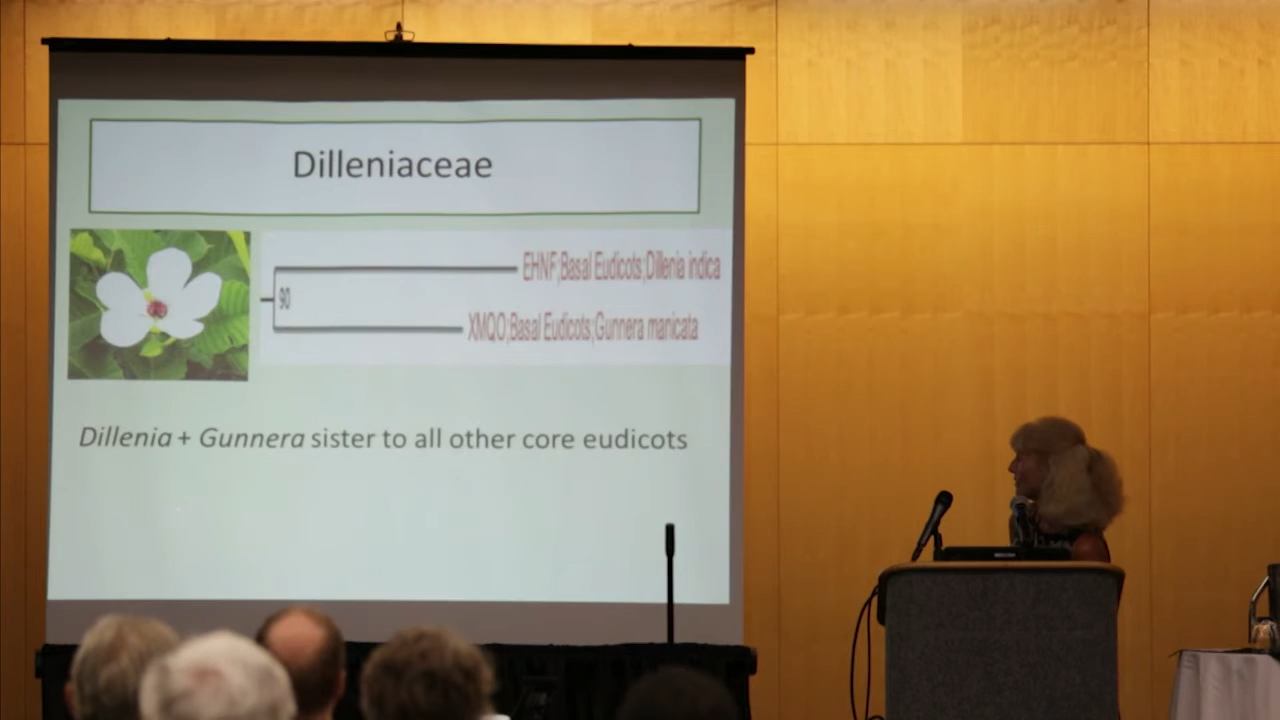 Dilleniaceae
EHNF;Basal Eudicots;Dillenia indica
90
XMQO;Basal Eudicots;Gunnera manicata
Dillenia + Gunnera sister to all other core eudicots